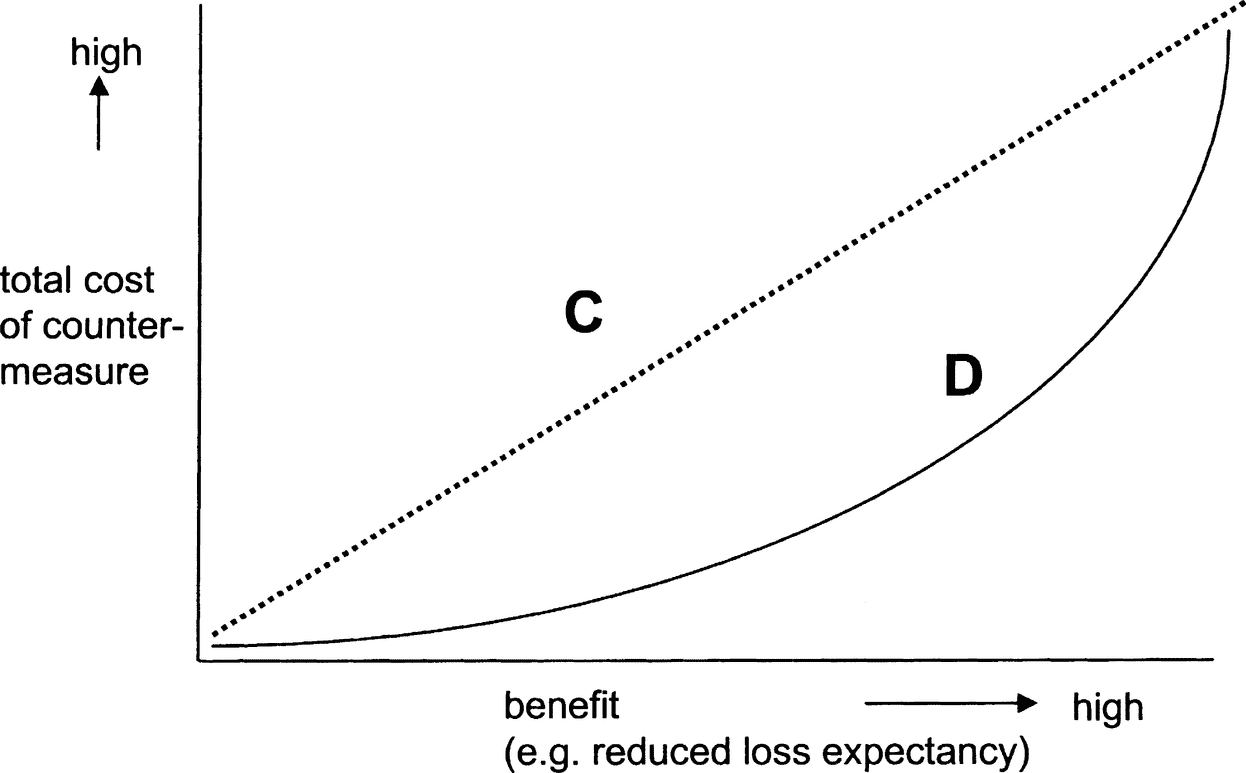 high
total cost
of counter-
measure
C
D
benefit
high
(e.g. reduced loss expectancy)